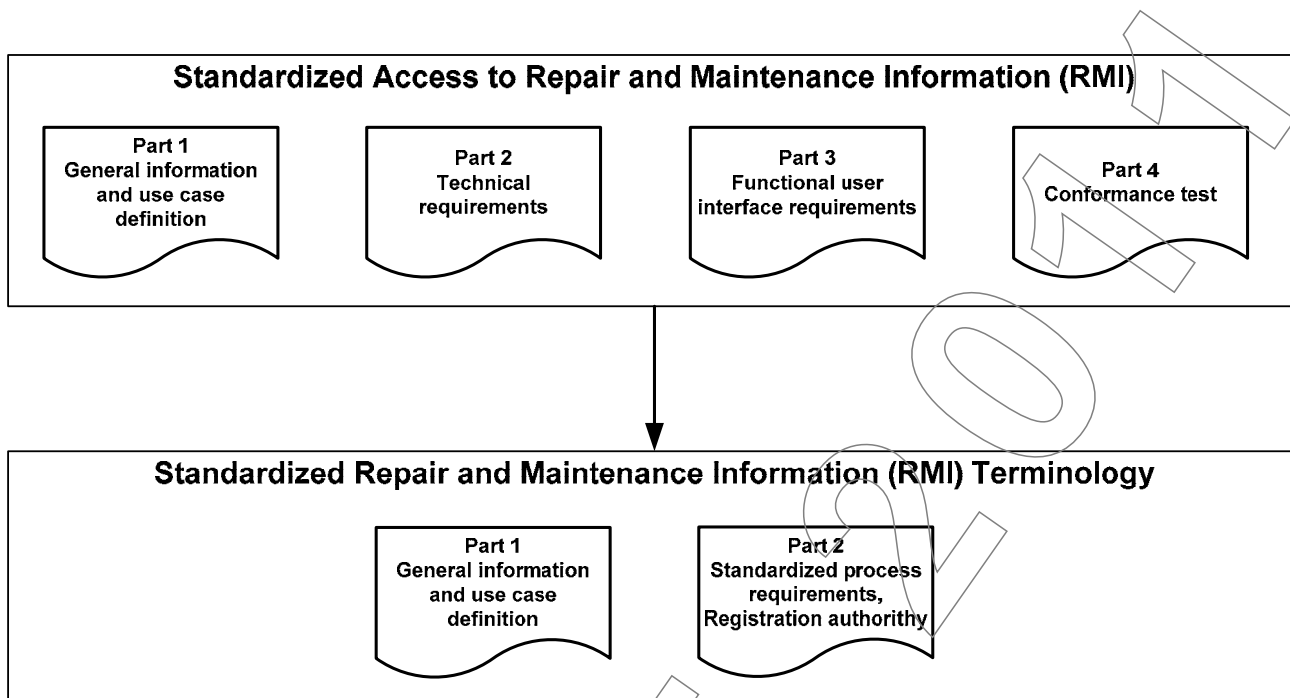 Standardized Access to Repair and Maintenance Information (RMI)
Part 1
General information
and use case
definition
Part 2
Technical
requirements
Part 3
Functional user
interface requirements
Part 4
Conformance test
Standardized Repair and Maintenance Information (RMI) Terminology
Part 1
General information
and use case
definition
Part 2
Standardized process
requirements,
Registration authorithy
2011